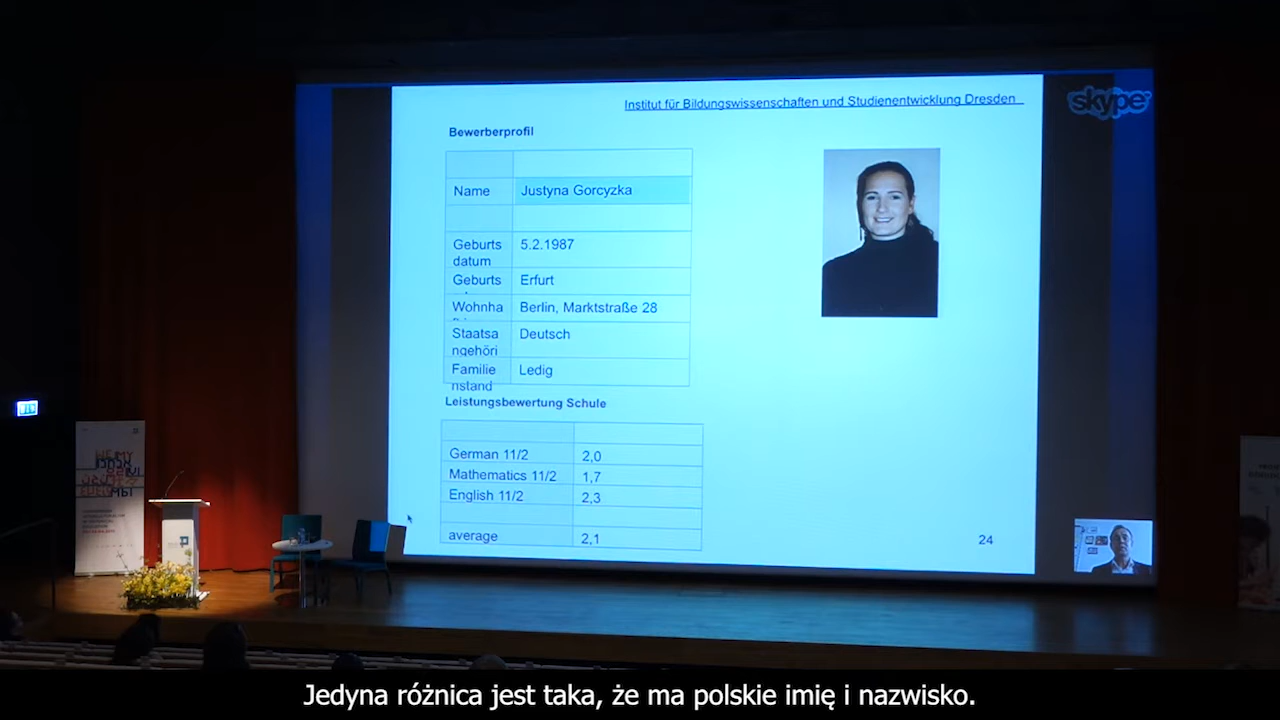 Institut für Bildungswissenschaften und Studienentwicklung Dresden
skype
Bewerberprofil
Name Justyna Gorcyzka
Geburts 5.2.1987
datum
Geburts Erfurt
Wohnha Berlin, Marktstraße 28
Staatsa Deutsch
ngehöri
Familie Ledig
nstand
Leistungsbewertung Schule
German 11/2 2,0
Mathematics 11/2 1,7
English 11/2 2,3
average 2,1
24
Jedyna różnica jest taka, że ma polskie imię i nazwisko.